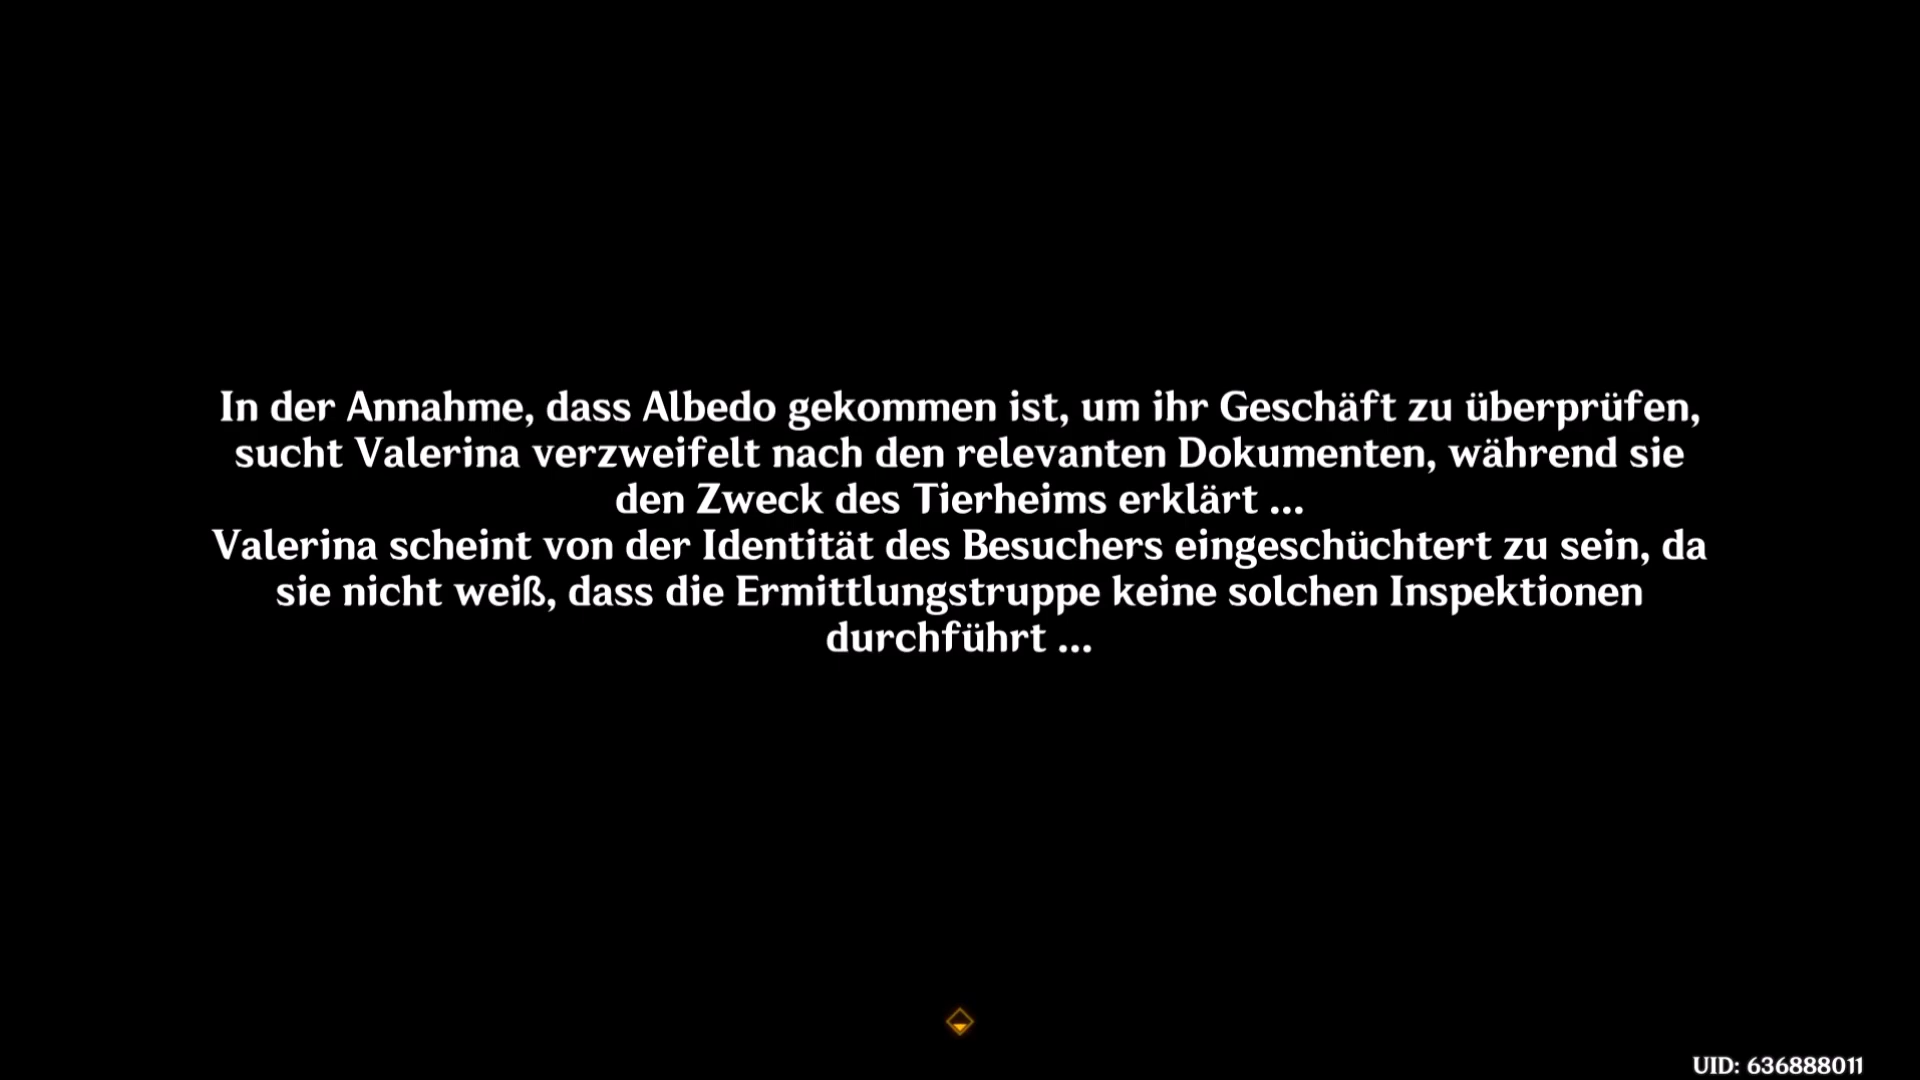 In der Annahme, dass Albedo gekommen ist, um ihr Geschäft zu überprüfen,
sucht Valerina verzweifelt nach den relevanten Dokumenten, während sie
den Zweck des Tierheims erklärt ...
Valerina scheint von der Identität des Besuchers eingeschüchtert zu sein, da
sie nicht weiß, dass die Ermittlungstruppe keine solchen Inspektionen
durchführt ...
UID: 636888011